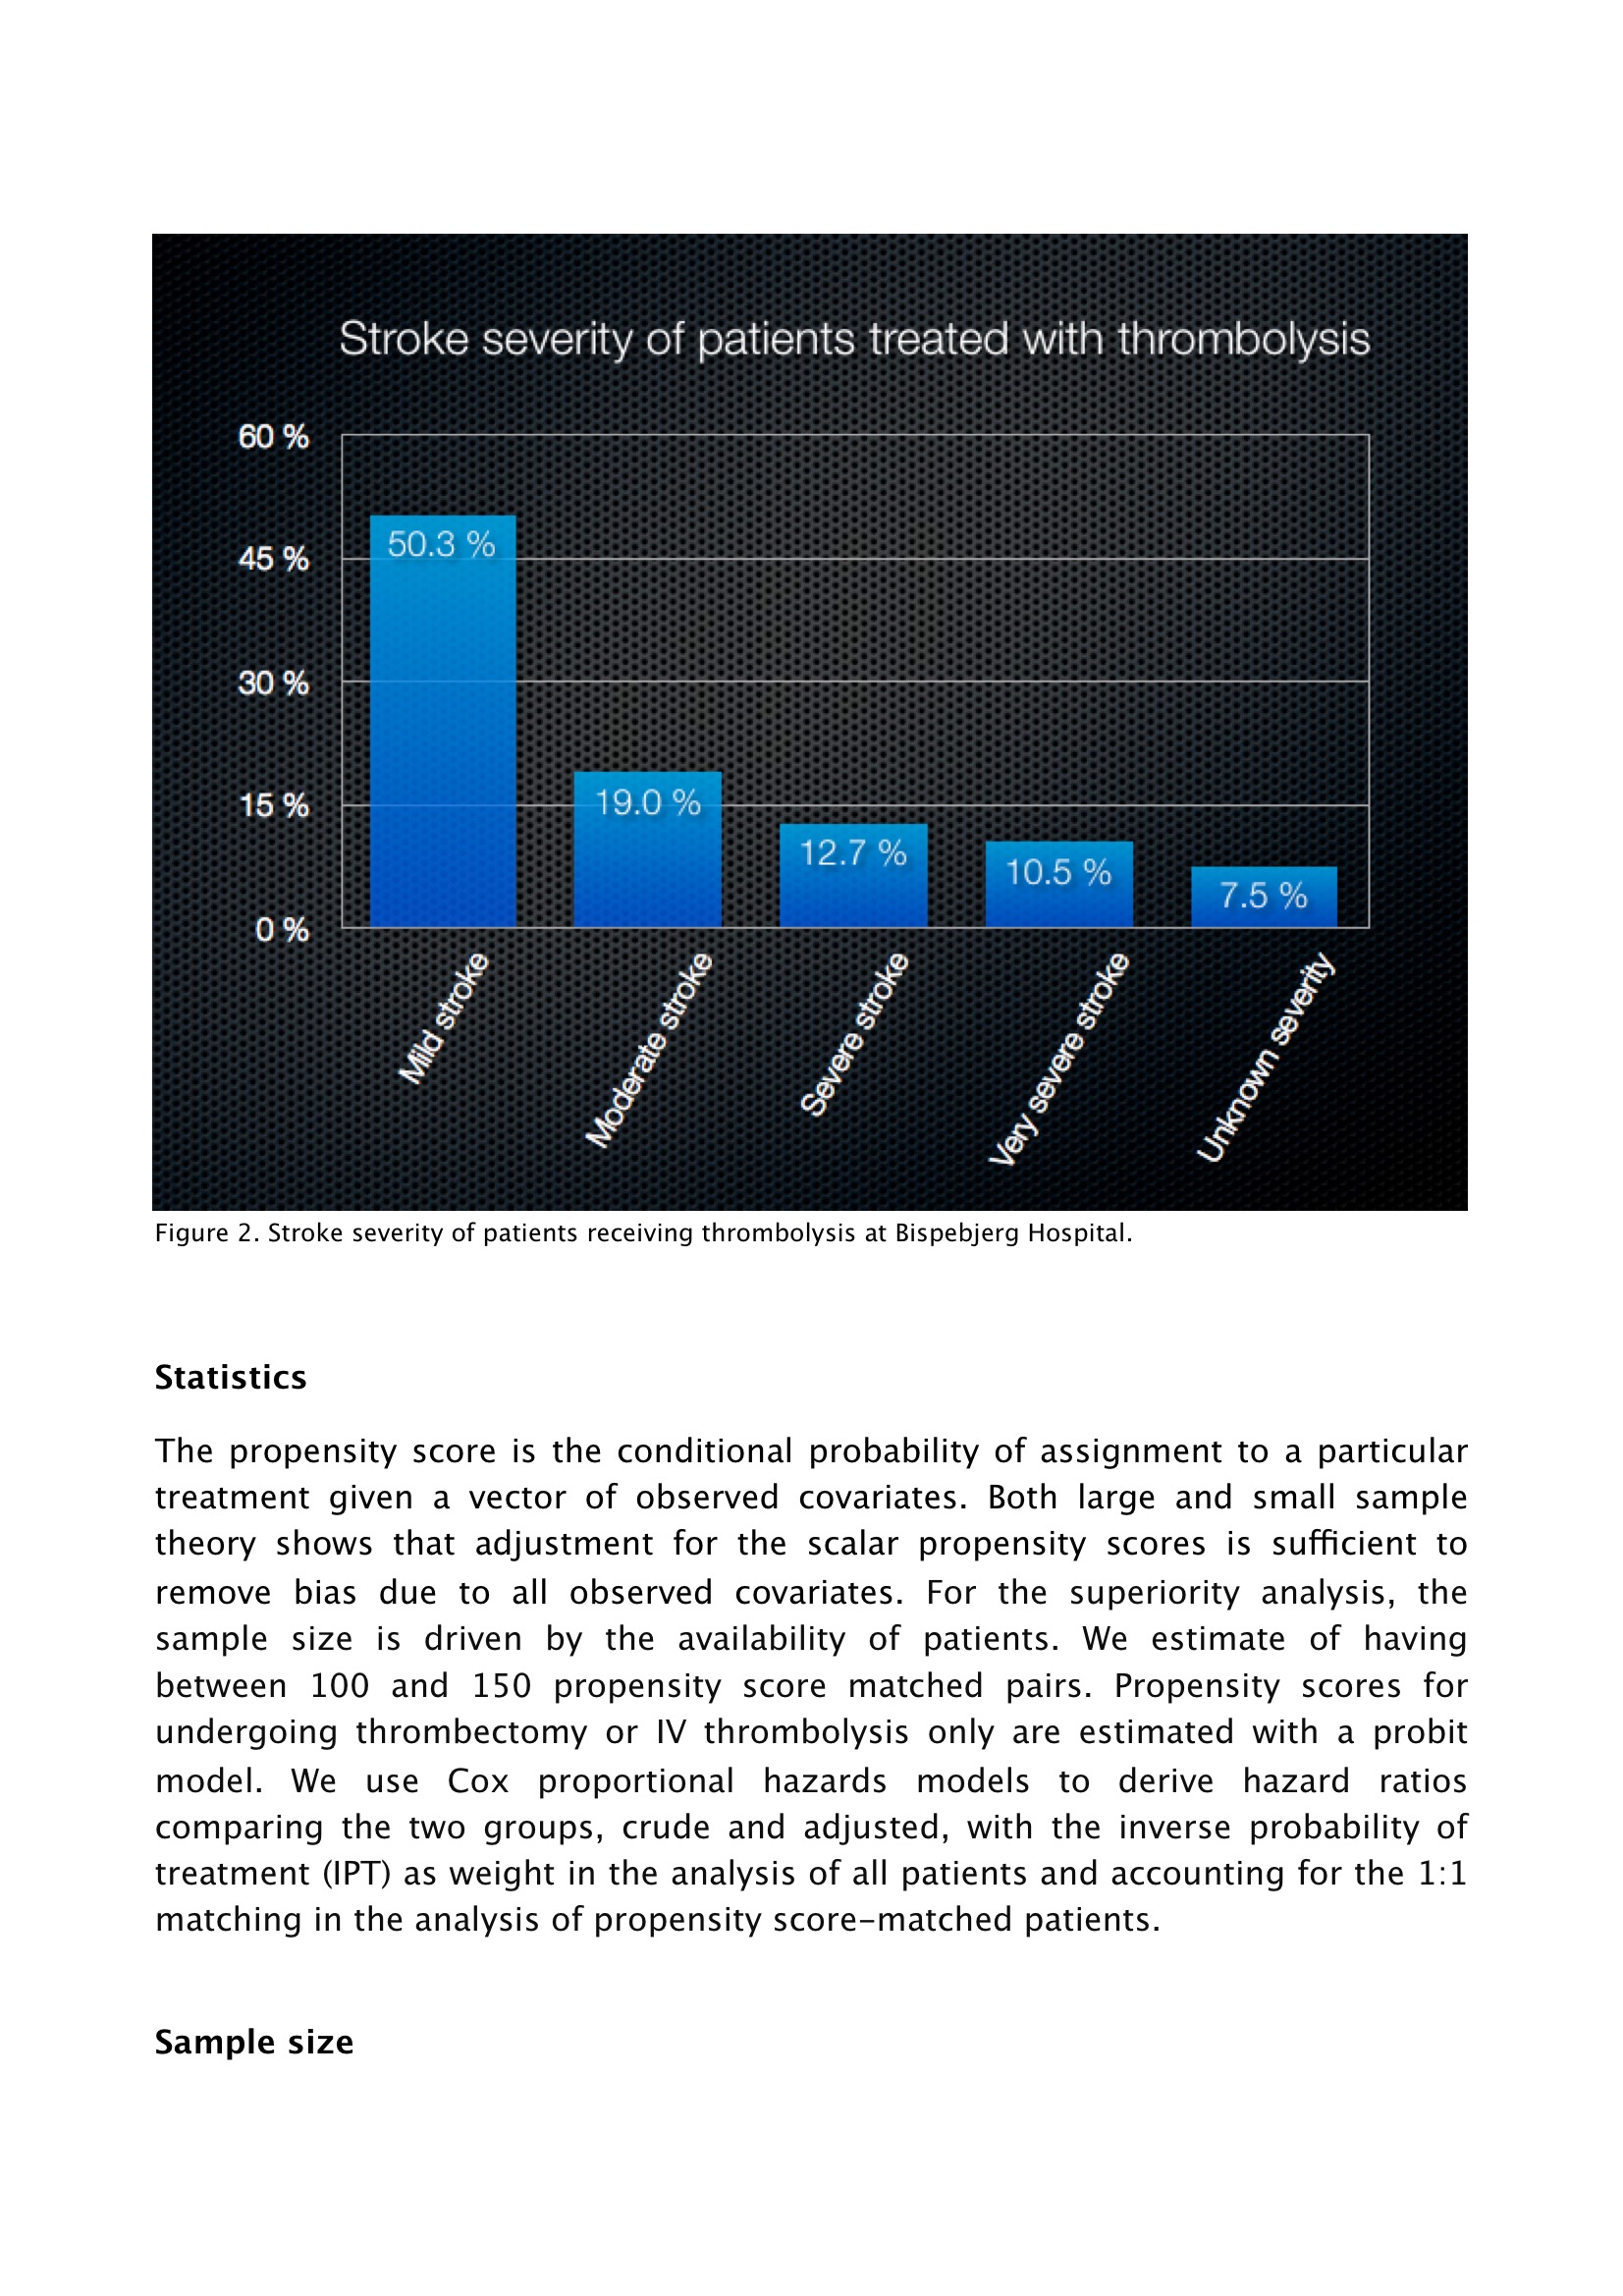 Stroke severity of patients treated with thrombolysis
60 %
45 %
30 %
15 %
0 %
50.3 %
19.0 %
12.7 %
10.5 %
7.5 %
Mild stroke
Moderate stroke
Severe stroke
Very severe stroke
Unknown severity
Figure 2. Stroke severity of patients receiving thrombolysis at Bispebjerg Hospital.
Statistics
The propensity score is the conditional probability of assignment to a particular
treatment given a vector of observed covariates. Both large and small sample
theory shows that adjustment for the scalar propensity scores is sufficient to
remove bias due to all observed covariates. For the superiority analysis, the
sample size is driven by the availability of patients. We estimate of having
between 100 and 150 propensity score matched pairs. Propensity scores for
undergoing thrombectomy or IV thrombolysis only are estimated with a probit
model. We use Cox proportional hazards models to derive hazard ratios
comparing the two groups, crude and adjusted, with the inverse probability of
treatment (IPT) as weight in the analysis of all patients and accounting for the 1:1
matching in the analysis of propensity score-matched patients.
Sample size